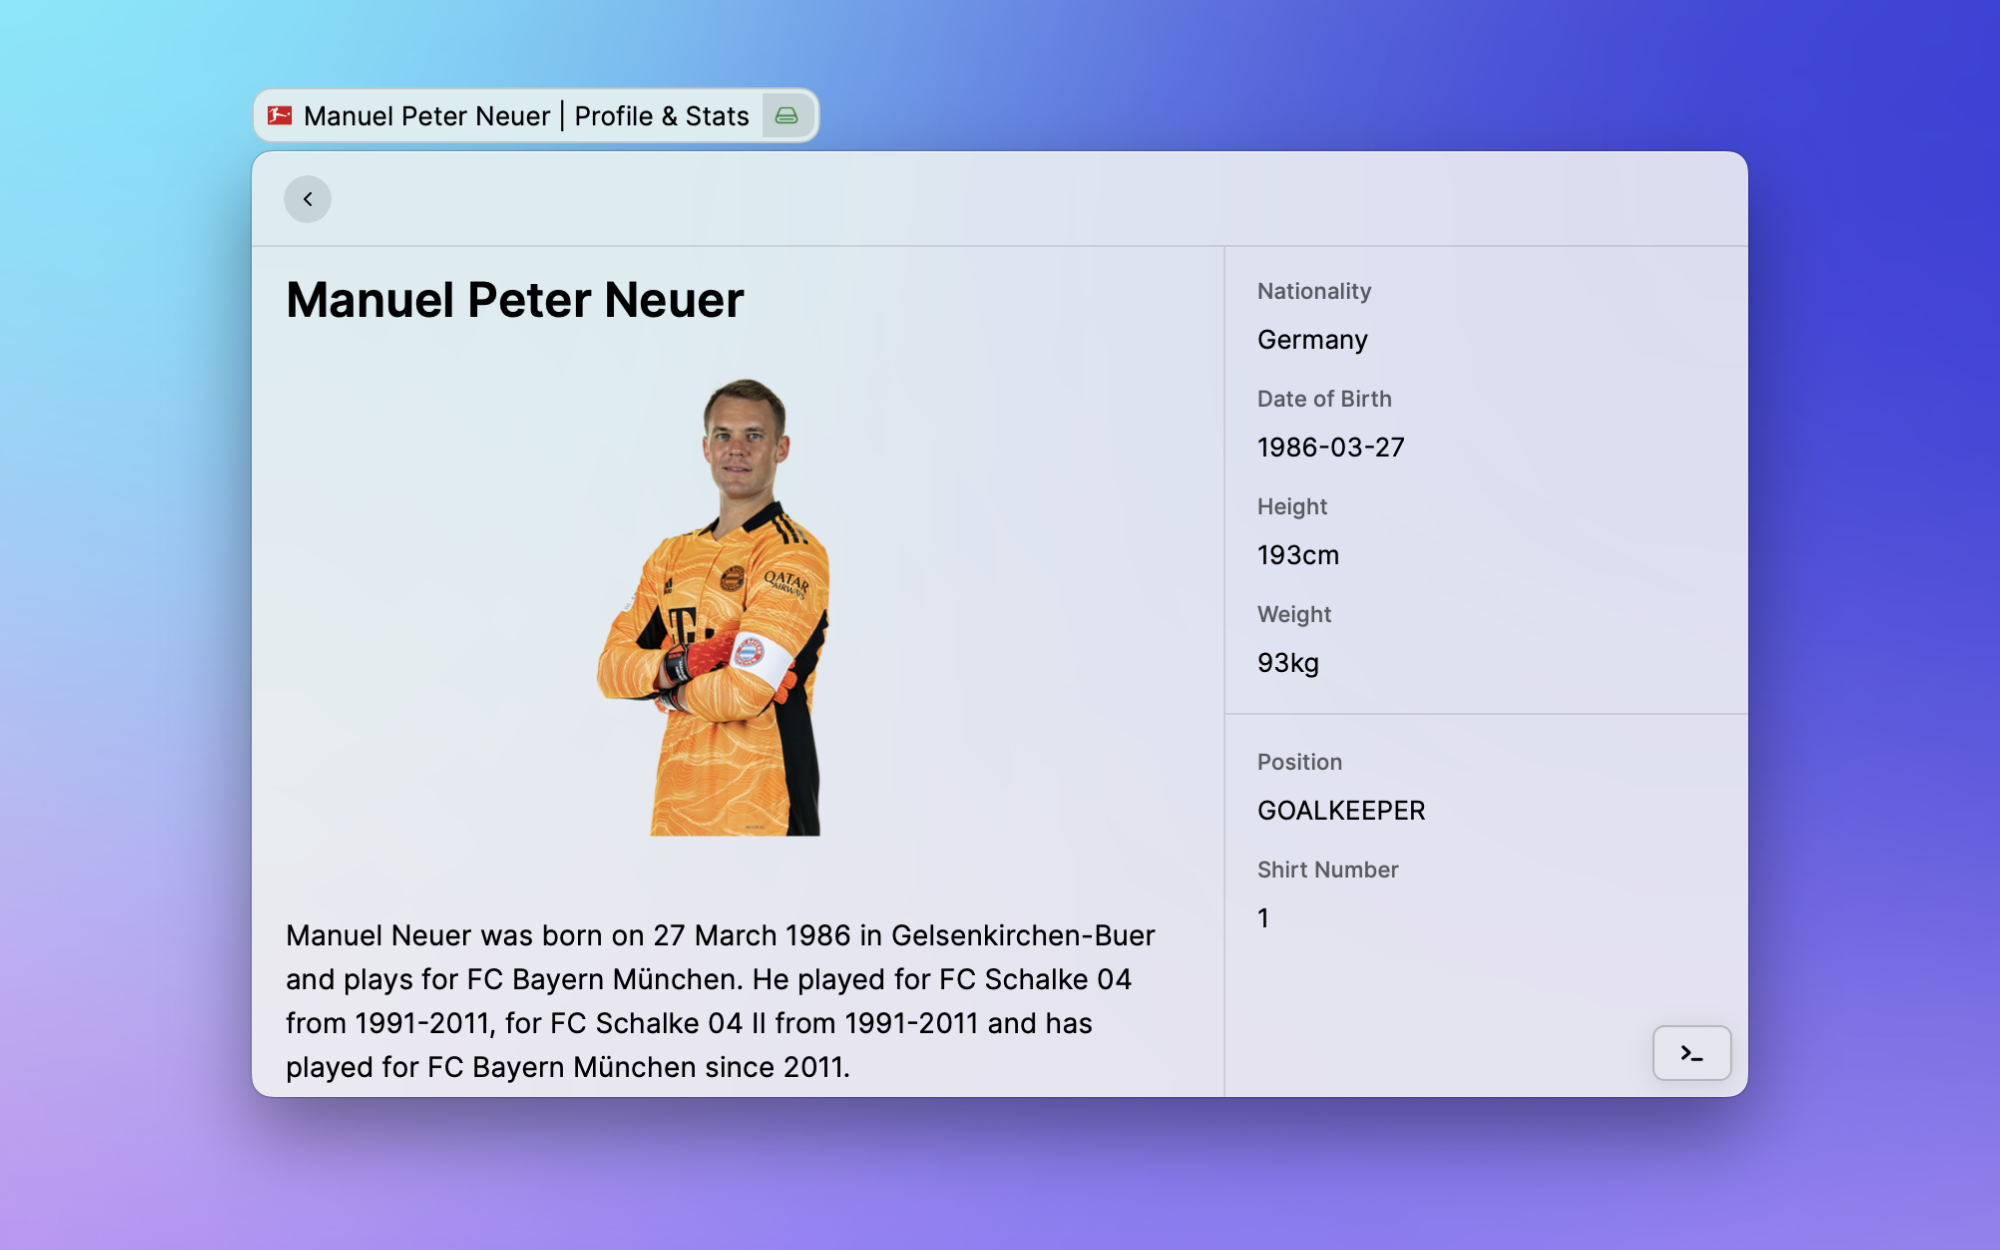 Manuel Peter Neuer | Profile & Stats
Manuel Peter Neuer
QATAR
AIRWAYS
T
Manuel Neuer was born on 27 March 1986 in Gelsenkirchen-Buer
and plays for FC Bayern München. He played for FC Schalke 04
from 1991-2011, for FC Schalke 04 II from 1991-2011 and has
played for FC Bayern München since 2011.
Nationality
Germany
Date of Birth
1986-03-27
Height
193cm
Weight
93kg
Position
GOALKEEPER
Shirt Number
1
>_